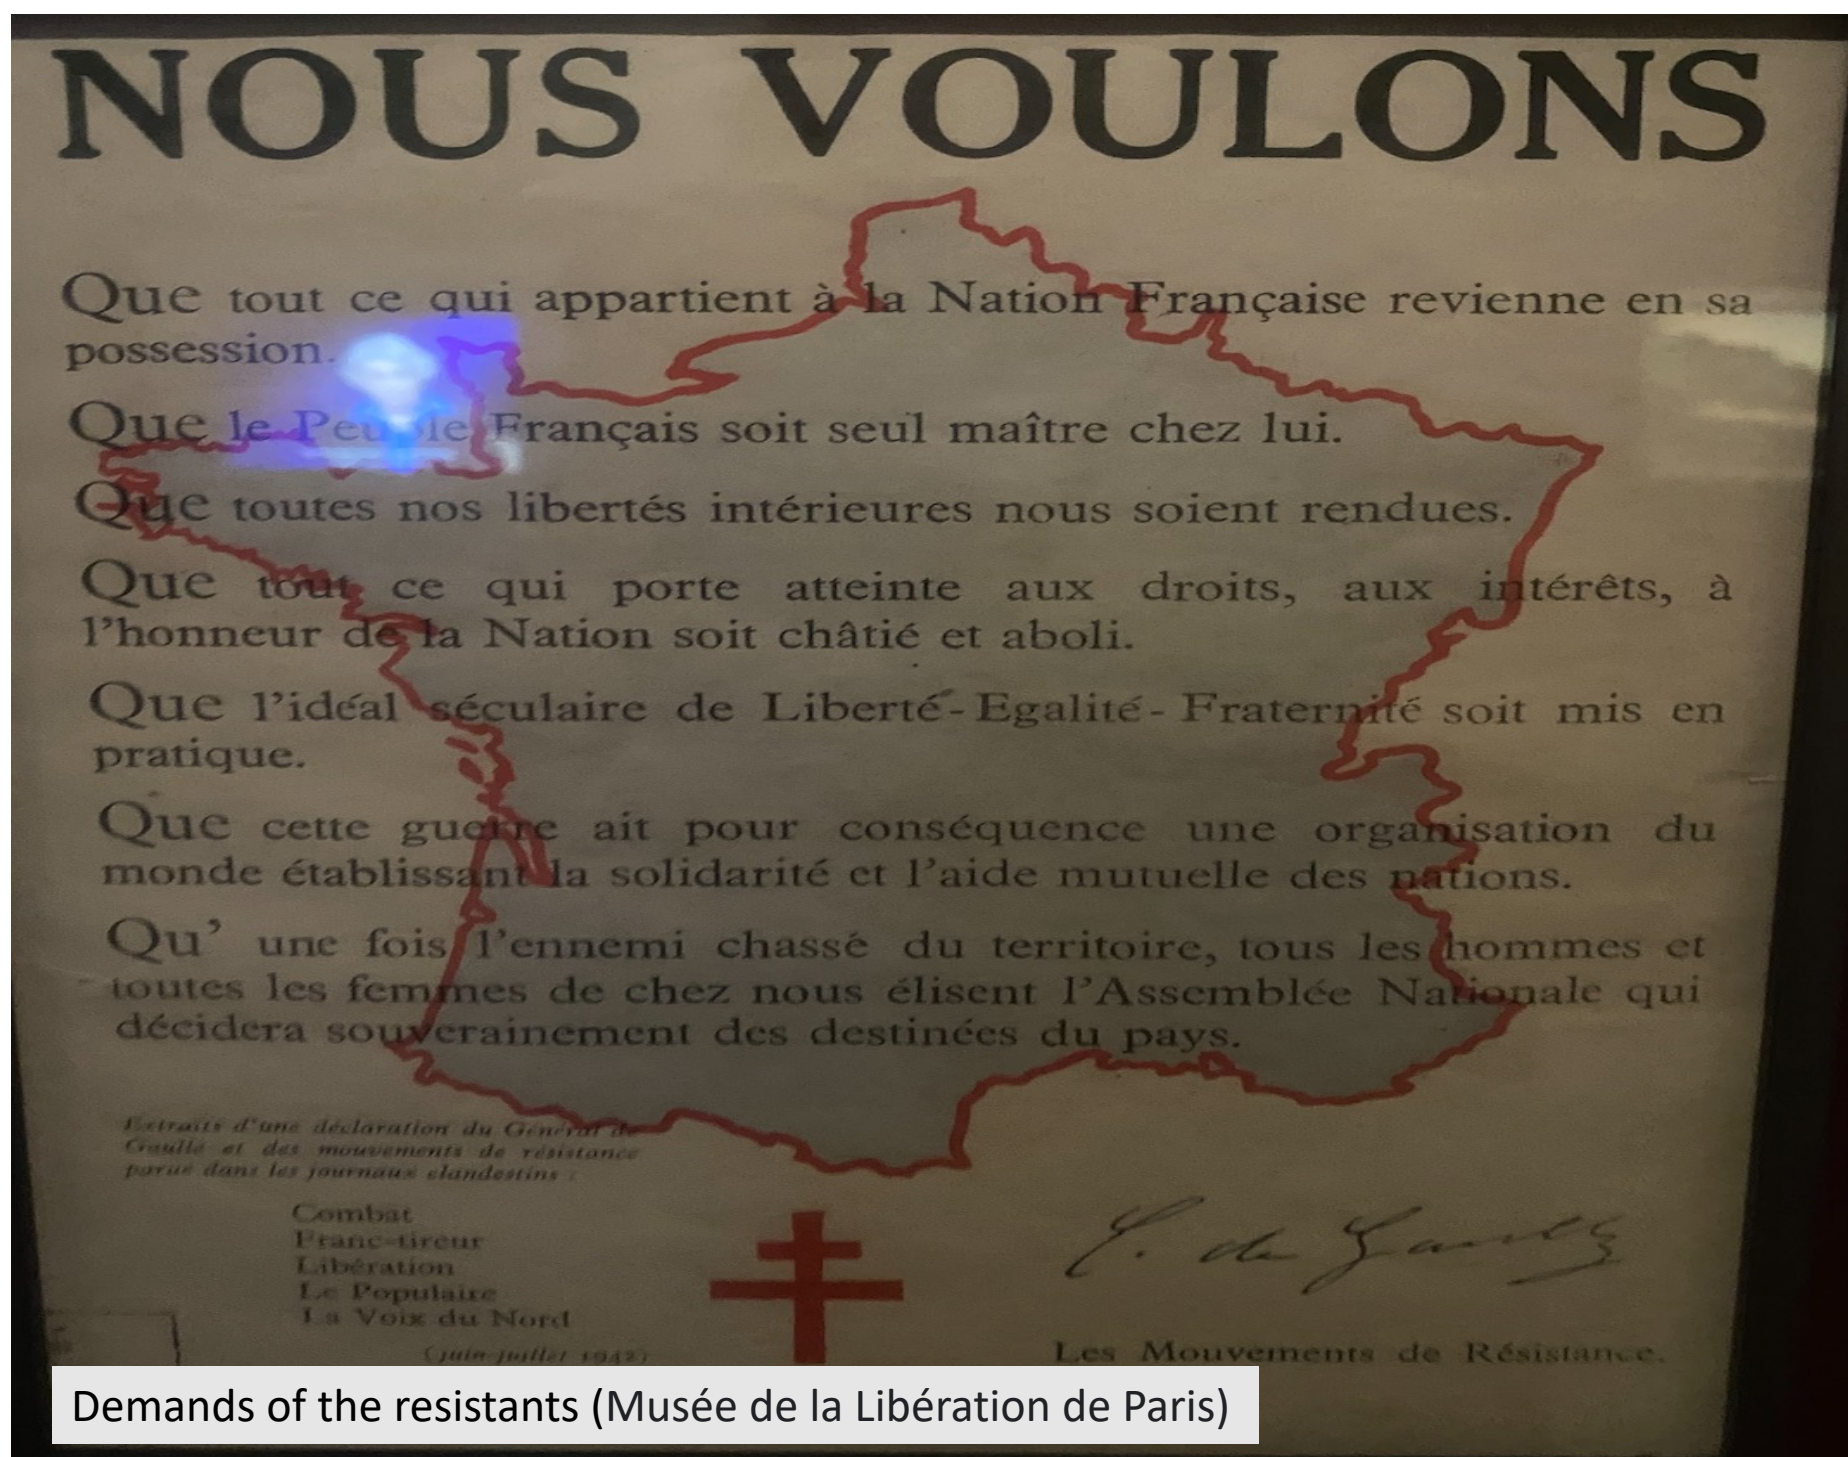 NOUS VOULONS
Que tout ce qui appartient à la Nation Française revienne en sa
possession.
Que le Peuple Français soit seul maître chez lui.
Que toutes nos libertés intérieures nous soient rendues.
Que tout ce qui porte atteinte aux droits, aux intérêts, à
l'honneur de la Nation soit châtié et aboli.
Que l'idéal séculaire de Liberté - Egalité - Fraternité soit mis en
pratique.
Que cette guerre ait pour conséquence une organisation du
monde établissant la solidarité et l'aide mutuelle des nations.
Qu' une fois l'ennemi chassé du territoire, tous les hommes et
toutes les femmes de chez nous élisent l'Assemblée Nationale qui
décidera souverainement des destinées du pays.
Extraits d'une déclaration du Général de
Gaulle et des mouvements de résistance
parue dans les journaux clandestins :
Combat
Franc-tireur
Libération
Le Populaire
La Voix du Nord
(juin-juillet 1942)
C. de Gaulle
Les Mouvements de Résistance.
Demands of the resistants (Musée de la Libération de Paris)